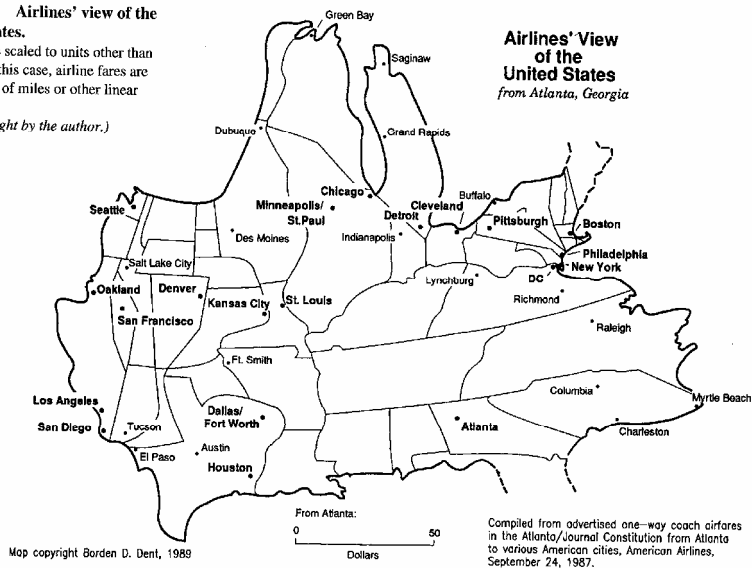 Airlines' view of the
tes.
scaled to units other than
his case, airline fares are
of miles or other linear
ght by the author.)
Airlines' View
of the
United States
from Atlanta, Georgia
Green Bay
Saginaw
Dubuque
Grand Rapids
Chicago
Minneapolis/
St.Paul
Cleveland
Buffalo
Detroit
Pittsburgh
Boston
Seattle
Des Moines
Indianapolis
Philadelphia
New York
DC
Salt Lake City
Lynchburg
Richmond
Oakland
Denver
Kansas City
St. Louis
San Francisco
Raleigh
Ft. Smith
Los Angeles
Columbia
Myrtle Beach
Dallas/
Fort Worth
San Diego
Tucson
Atlanta
Charleston
Austin
El Paso
Houston
From Atlanta:
0 50
Dollars
Map copyright Borden D. Dent, 1989
Compiled from advertised one-way coach airfares
in the Atlanta/Journal Constitution from Atlanta
to various American cities, American Airlines,
September 24, 1987.